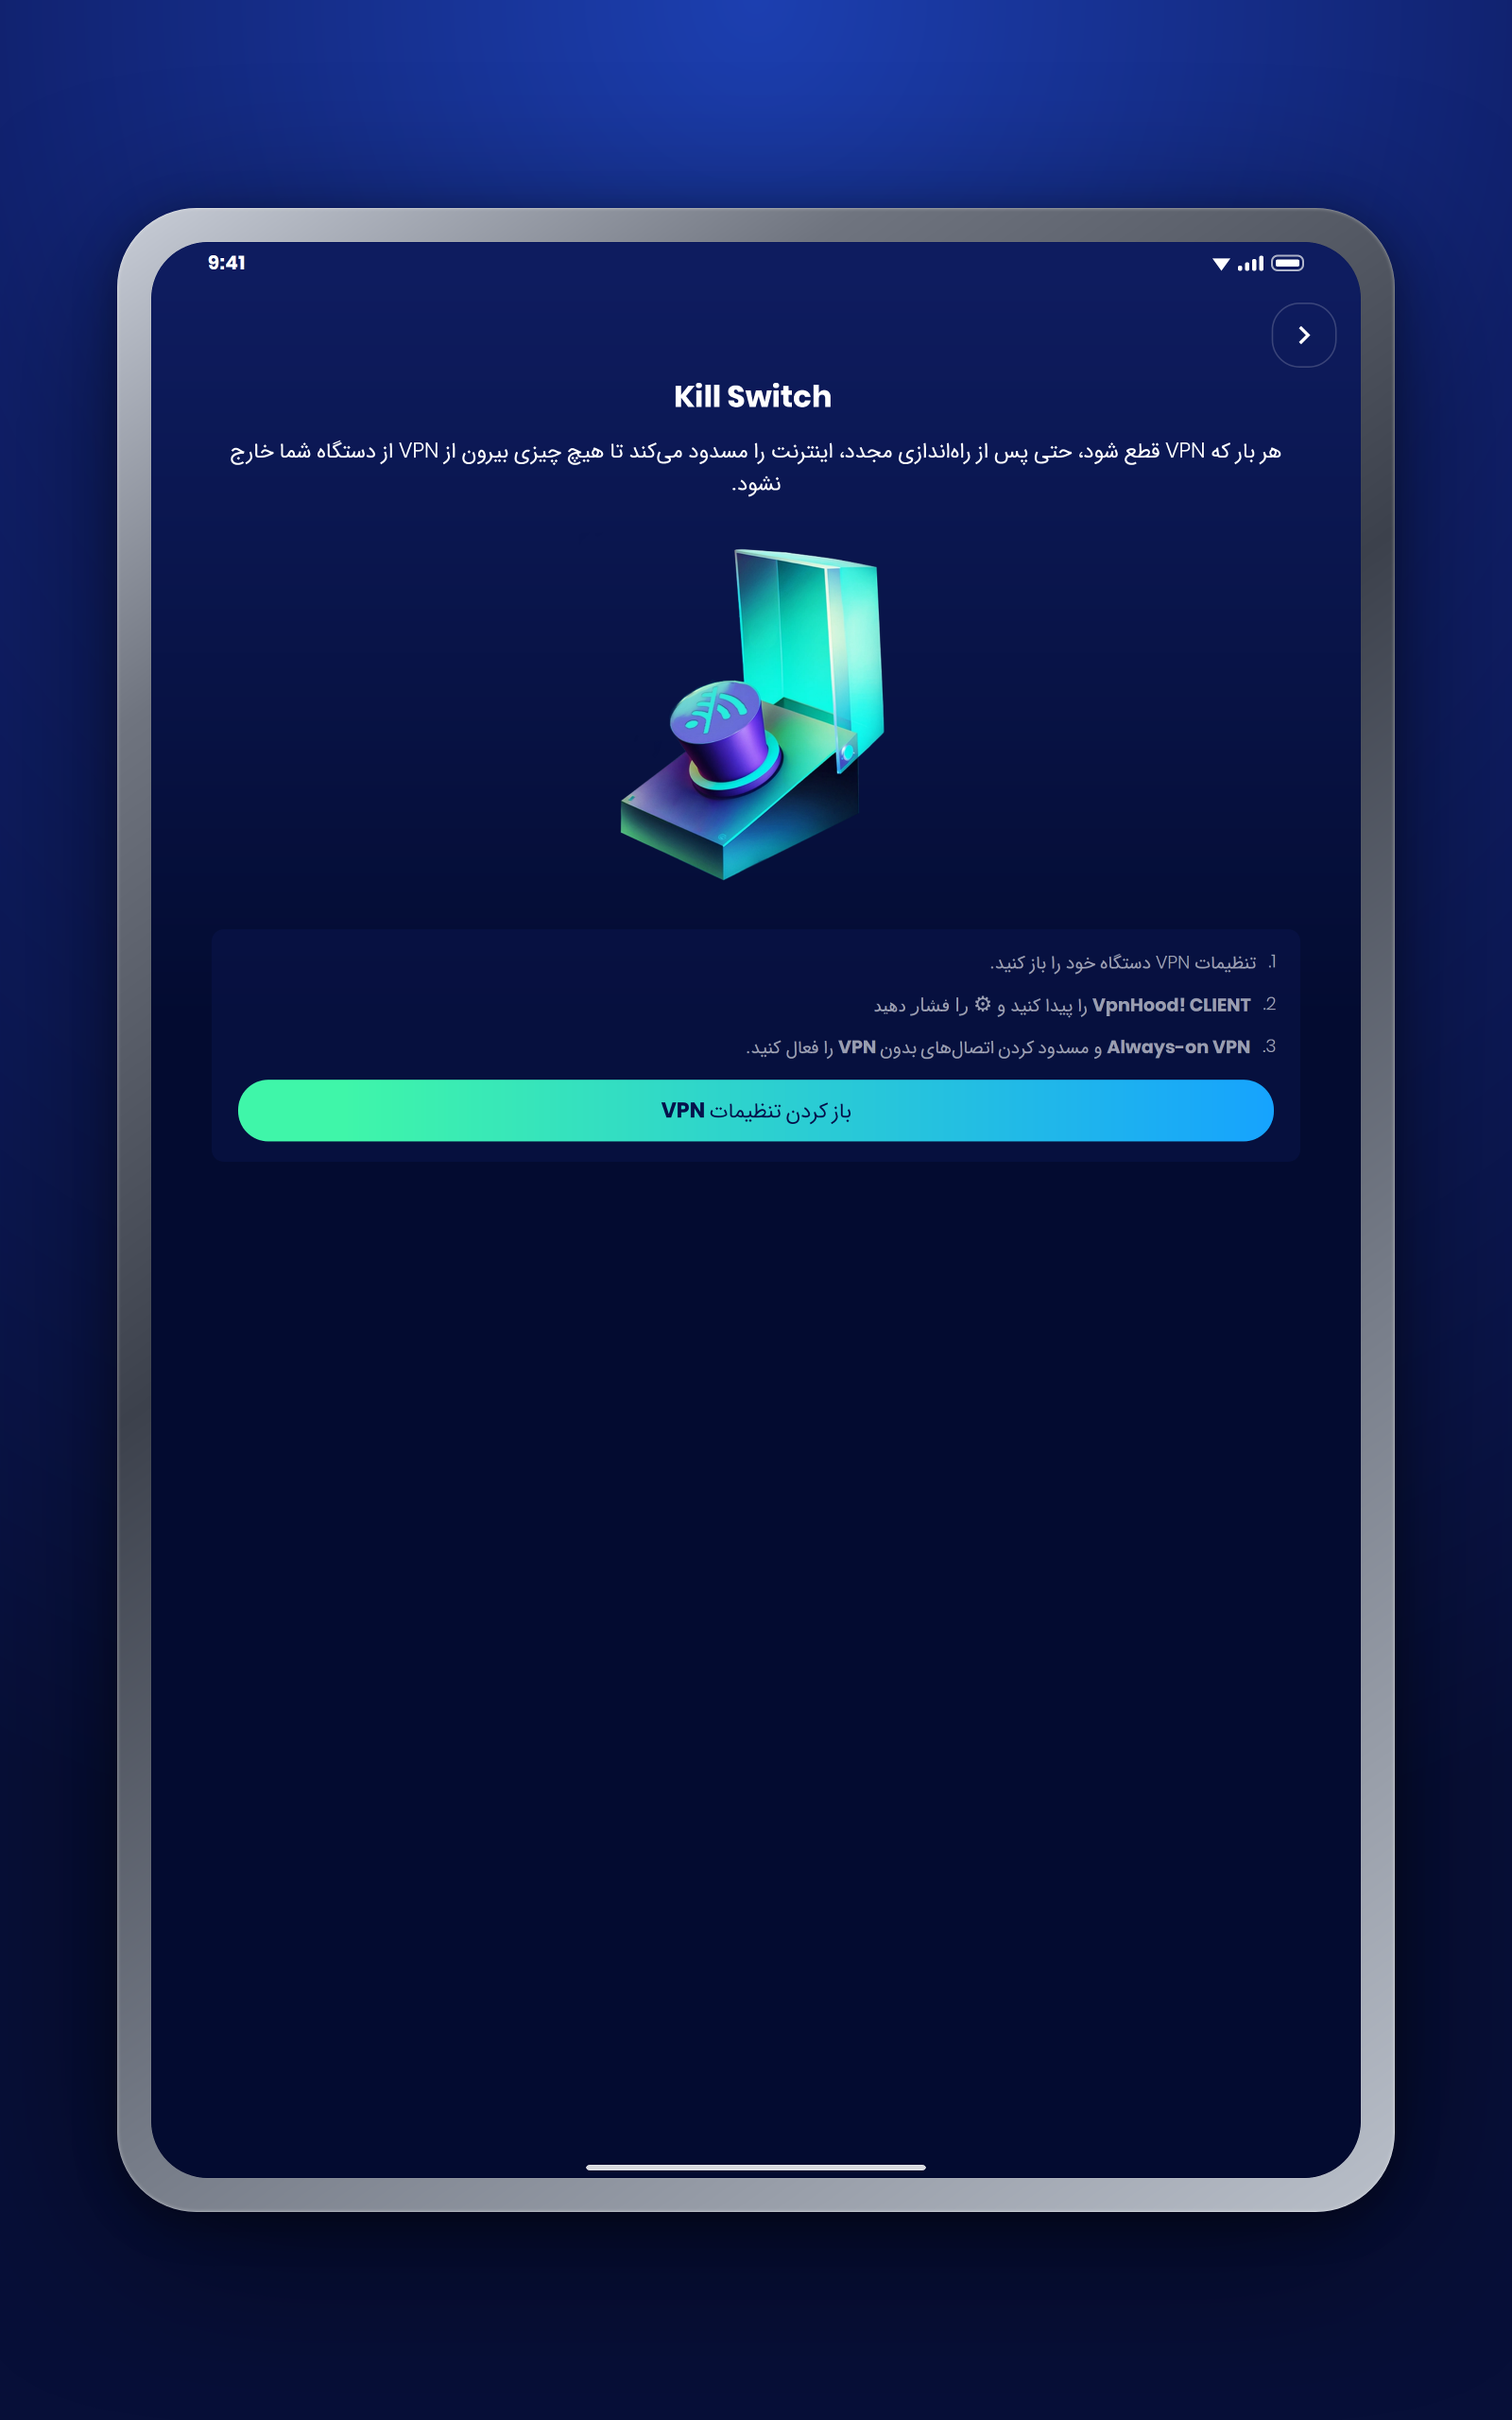 9:41
Kill Switch
هر بار که VPN قطع شود، حتی پس از راه‌اندازی مجدد، اینترنت را مسدود می‌کند تا هیچ چیزی بیرون از VPN از دستگاه شما خارج
نشود.
1. تنظیمات VPN دستگاه خود را باز کنید.
2. VpnHood! CLIENT را پیدا کنید و ⚙ را فشار دهید
3. Always-on VPN و مسدود کردن اتصال‌های بدون VPN را فعال کنید.
باز کردن تنظیمات VPN